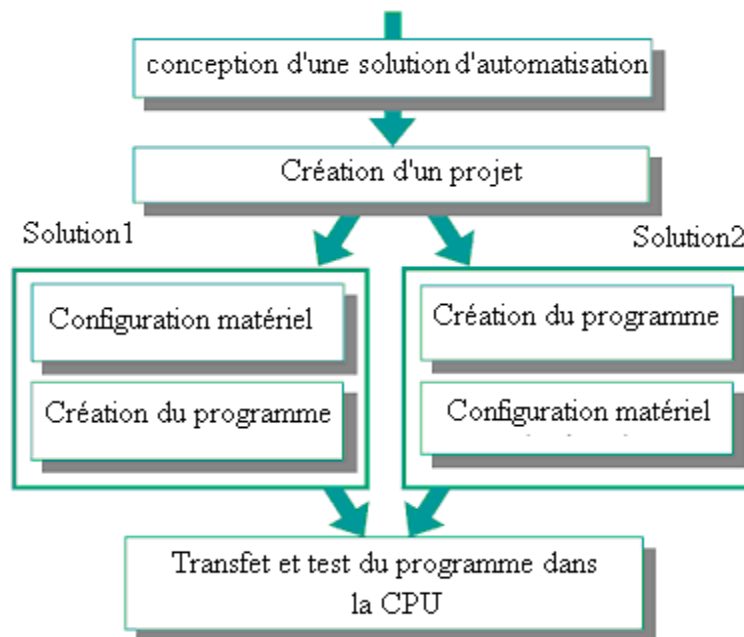 conception d'une solution d'automatisation
Création d'un projet
Solution1
Solution2
Configuration matériel
Création du programme
Création du programme
Configuration matériel
Transfet et test du programme dans
la CPU